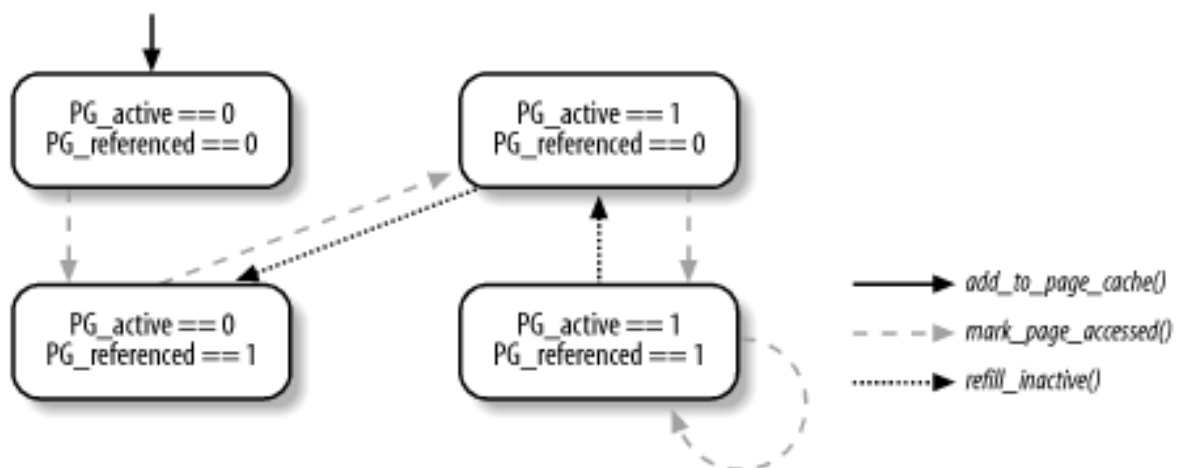 PG_active == 0
PG_referenced == 0
PG_active == 1
PG_referenced == 0
PG_active == 0
PG_referenced == 1
PG_active == 1
PG_referenced == 1
add_to_page_cache()
mark_page_accessed()
refill_inactive()